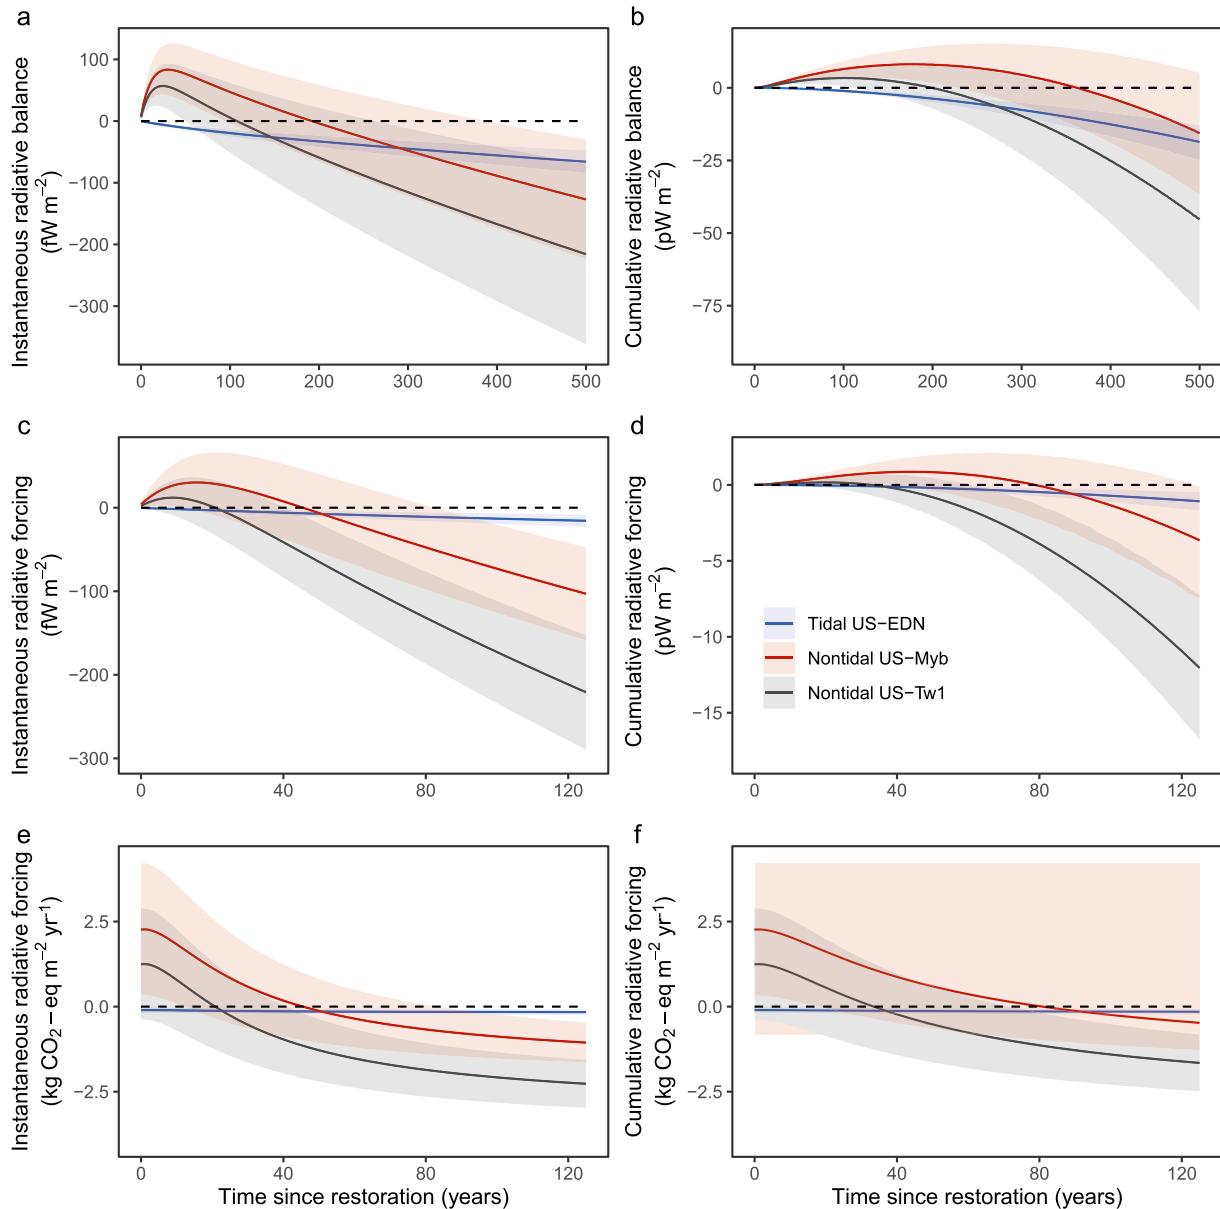 a
Instantaneous radiative balance
(fW m−2)
100
0
−100
−200
−300
0 100 200 300 400 500
b
Cumulative radiative balance
(pW m−2)
0
−25
−50
−75
0 100 200 300 400 500
c
Instantaneous radiative forcing
(fW m−2)
0
−100
−200
−300
0 40 80 120
d
Cumulative radiative forcing
(pW m−2)
0
−5
−10
−15
Tidal US−EDN
Nontidal US−Myb
Nontidal US−Tw1
0 40 80 120
e
Instantaneous radiative forcing
(kg CO2−eq m−2 yr-1)
2.5
0.0
−2.5
0 40 80 120
Time since restoration (years)
f
Cumulative radiative forcing
(kg CO2−eq m−2 yr-1)
2.5
0.0
−2.5
0 40 80 120
Time since restoration (years)